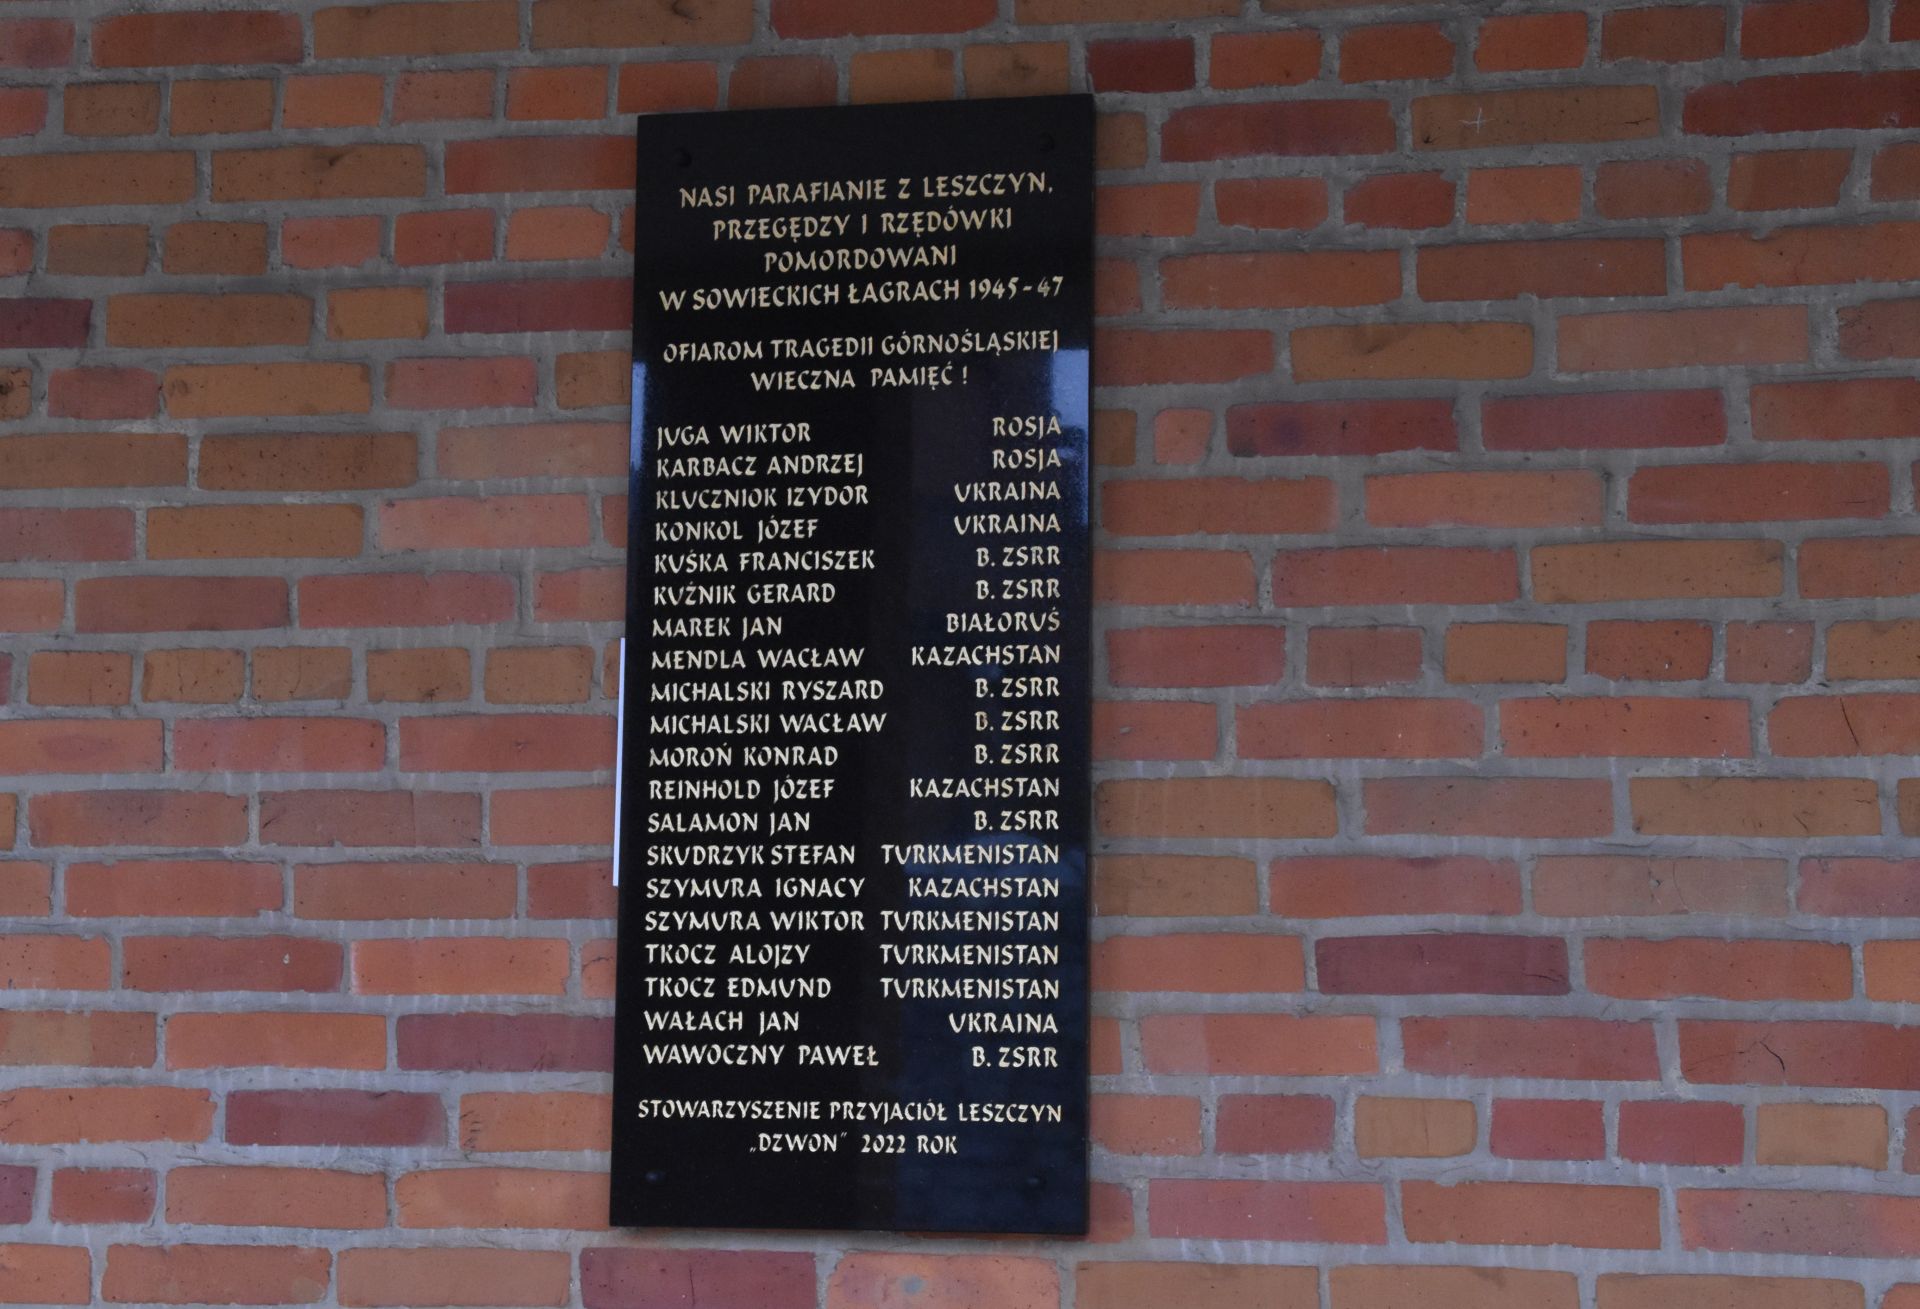 NASI PARAFIANIE Z LESZCZYN,
PRZEGĘDZY I RZĘDÓWKI
POMORDOWANI
W SOWIECKICH ŁAGRACH 1945-47
OFIAROM TRAGEDII GÓRNOŚLĄSKIEJ
WIECZNA PAMIĘĆ!
JUGA WIKTOR ROSJA
KARBACZ ANDRZEJ ROSJA
KLUCZNIOK IZYDOR UKRAINA
KONKOL JÓZEF UKRAINA
KUŚKA FRANCISZEK B. ZSRR
KUŹNIK GERARD B. ZSRR
MAREK JAN BIAŁORUŚ
MENDLA WACŁAW KAZACHSTAN
MICHALSKI RYSZARD B. ZSRR
MICHALSKI WACŁAW B. ZSRR
MOROŃ KONRAD B. ZSRR
REINHOLD JÓZEF KAZACHSTAN
SALAMON JAN B. ZSRR
SKUDRZYK STEFAN TURKMENISTAN
SZYMURA IGNACY KAZACHSTAN
SZYMURA WIKTOR TURKMENISTAN
TKOCZ ALOJZY TURKMENISTAN
TKOCZ EDMUND TURKMENISTAN
WAŁACH JAN UKRAINA
WAWOCZNY PAWEŁ B. ZSRR
STOWARZYSZENIE PRZYJACIÓŁ LESZCZYN
„DZWON" 2022 ROK